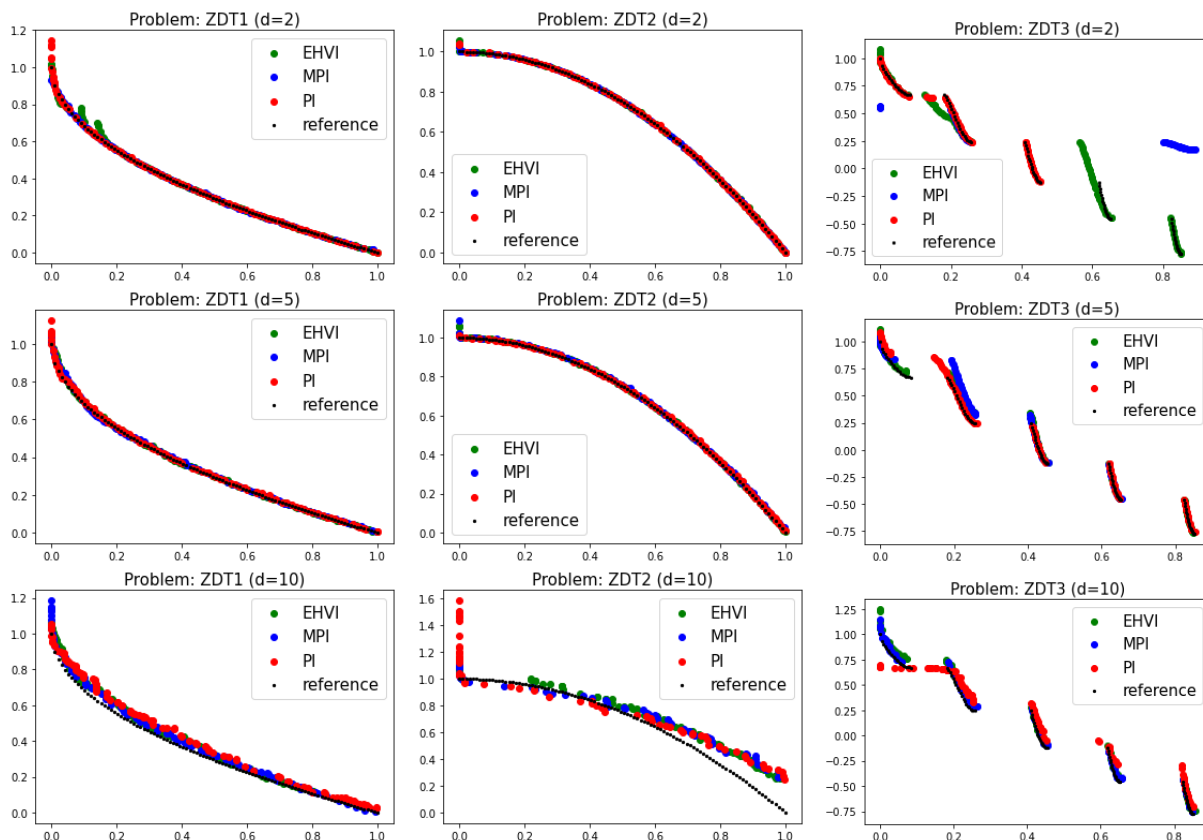 Problem: ZDT1 (d=2)
1.2
1.0
0.8
0.6
0.4
0.2
0.0
EHVI
MPI
PI
reference
0.0 0.2 0.4 0.6 0.8 1.0
Problem: ZDT2 (d=2)
1.0
0.8
0.6
0.4
0.2
0.0
EHVI
MPI
PI
reference
0.0 0.2 0.4 0.6 0.8 1.0
Problem: ZDT3 (d=2)
1.00
0.75
0.50
0.25
0.00
−0.25
−0.50
−0.75
EHVI
MPI
PI
reference
0.0 0.2 0.4 0.6 0.8
Problem: ZDT1 (d=5)
1.2
1.0
0.8
0.6
0.4
0.2
0.0
EHVI
MPI
PI
reference
0.0 0.2 0.4 0.6 0.8 1.0
Problem: ZDT2 (d=5)
1.0
0.8
0.6
0.4
0.2
0.0
EHVI
MPI
PI
reference
0.0 0.2 0.4 0.6 0.8 1.0
Problem: ZDT3 (d=5)
1.00
0.75
0.50
0.25
0.00
−0.25
−0.50
−0.75
EHVI
MPI
PI
reference
0.0 0.2 0.4 0.6 0.8
Problem: ZDT1 (d=10)
1.2
1.0
0.8
0.6
0.4
0.2
0.0
EHVI
MPI
PI
reference
0.0 0.2 0.4 0.6 0.8 1.0
Problem: ZDT2 (d=10)
1.6
1.4
1.2
1.0
0.8
0.6
0.4
0.2
0.0
EHVI
MPI
PI
reference
0.0 0.2 0.4 0.6 0.8 1.0
Problem: ZDT3 (d=10)
1.25
1.00
0.75
0.50
0.25
0.00
−0.25
−0.50
−0.75
EHVI
MPI
PI
reference
0.0 0.2 0.4 0.6 0.8